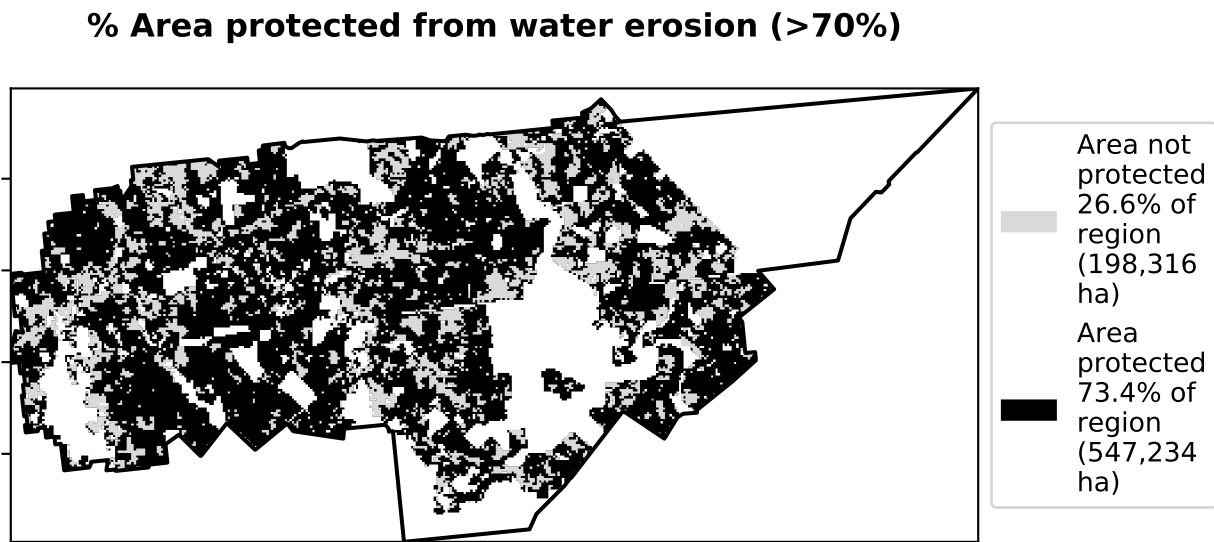 % Area protected from water erosion (>70%)
Area not
protected
26.6% of
region
(198,316
ha)
Area
protected
73.4% of
region
(547,234
ha)